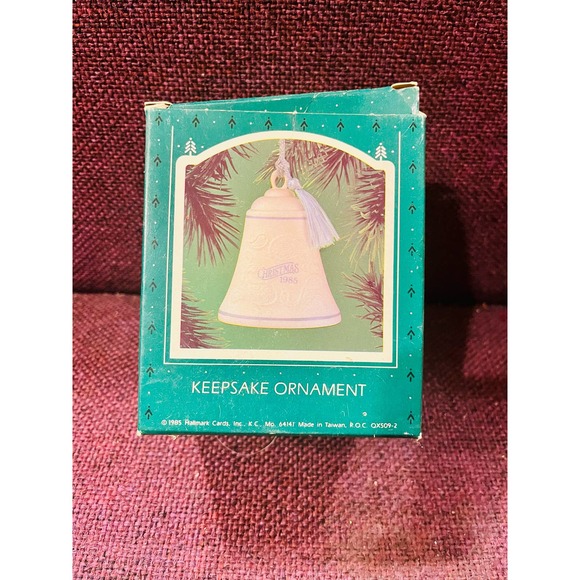 CHRISTMAS
1985
KEEPSAKE ORNAMENT
© 1985 Hallmark Cards, Inc. K.C., Mo. 64141 Made in Taiwan, R.O.C. QX509-2